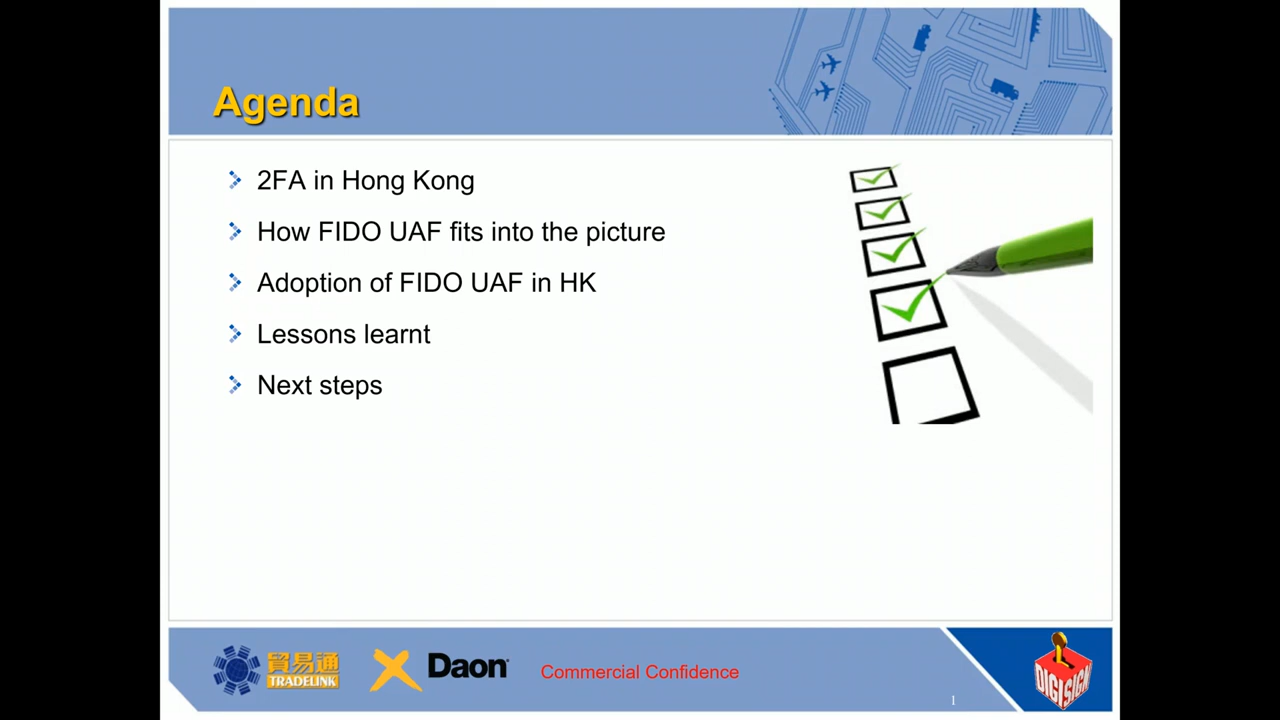 Agenda
2FA in Hong Kong
How FIDO UAF fits into the picture
Adoption of FIDO UAF in HK
Lessons learnt
Next steps
貿易通
TRADELINK
Daon
Commercial Confidence
1
DIGISIGN